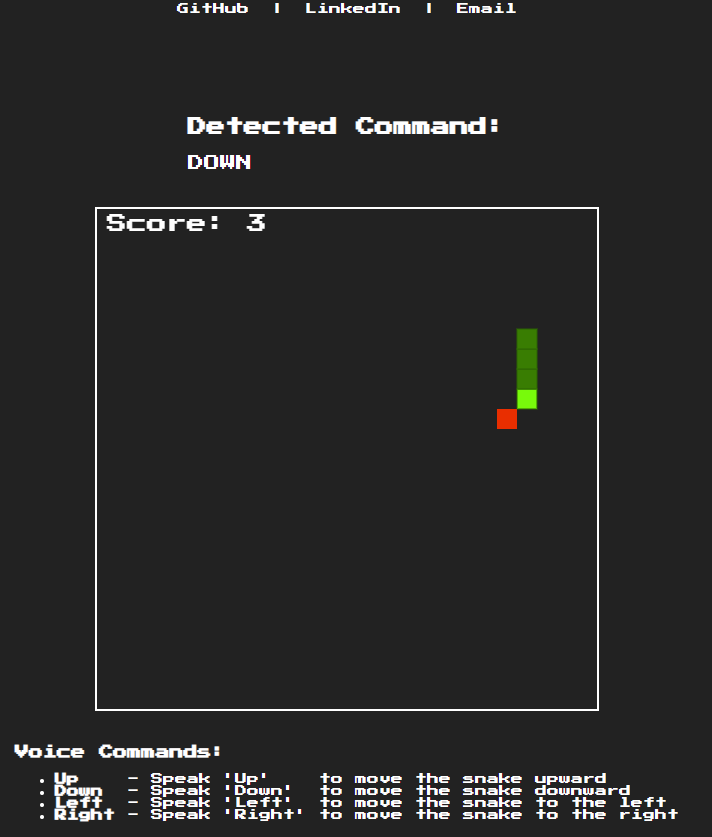 GitHub | LinkedIn | Email
Detected Command:
DOWN
Score: 3
Voice Commands:
• Up - Speak 'Up' to move the snake upward
• Down - Speak 'Down' to move the snake downward
• Left - Speak 'Left' to move the snake to the left
• Right - Speak 'Right' to move the snake to the right